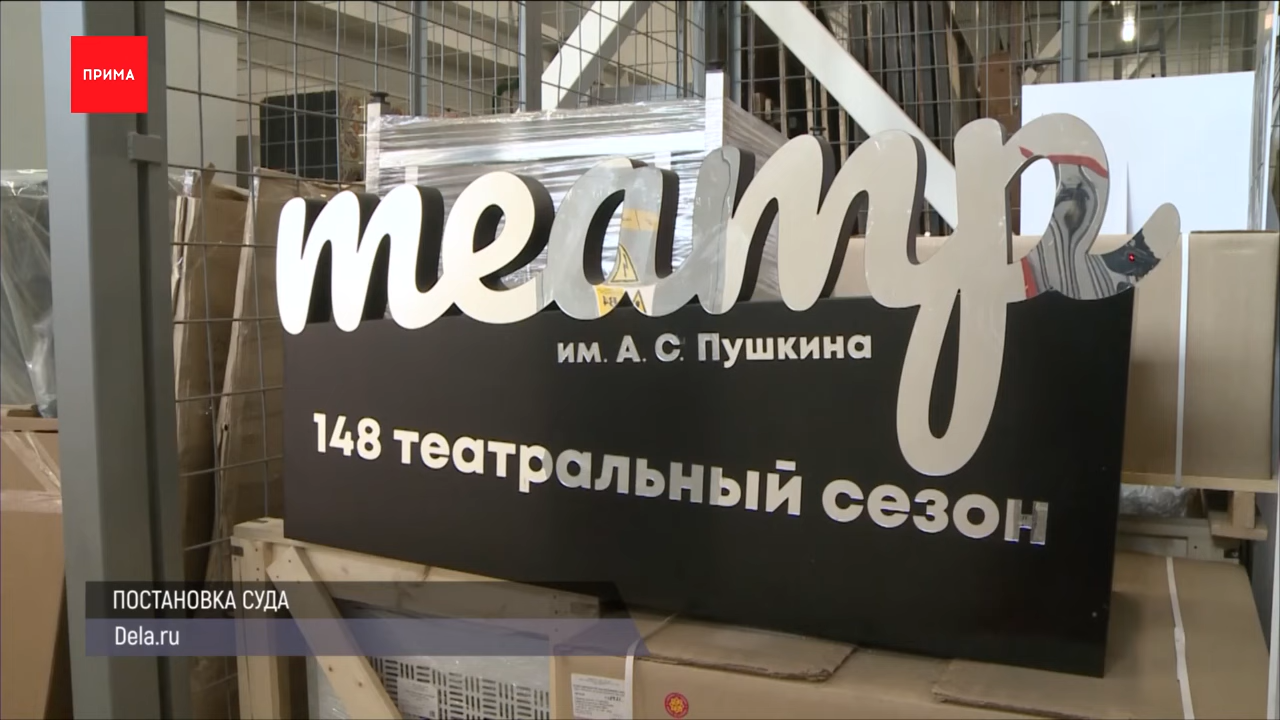 ПРИМА
театр
им. А. С. Пушкина
148 театральный сезон
ПОСТАНОВКА СУДА
Dela.ru